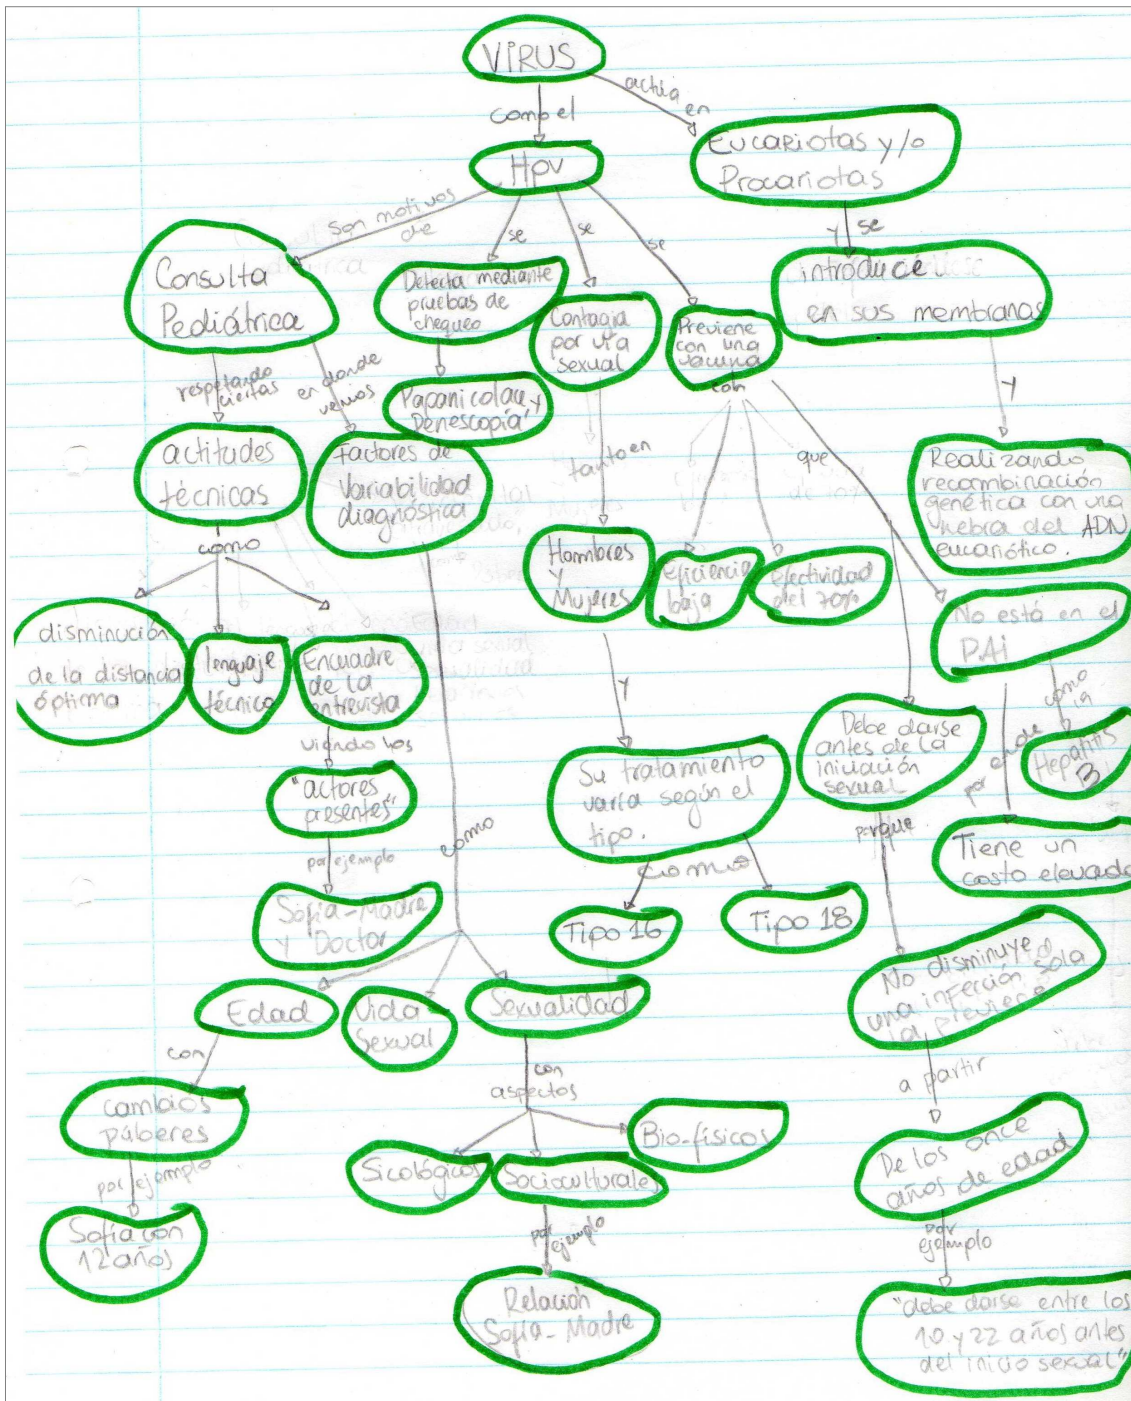 VIRUS
como el
actúa
en
Hpv
Eucariotas y/o
Procariotas
Son motivos
de
se
se
se
y se
Consulta
Pediátrica
Detecta mediante
pruebas de
chequeo
Contagia
por vía
sexual
Previene
con una
vacuna
introduce
en sus membranas
respetando
ciertas
en donde
vemos
Papanicolau y
con
y
actitudes
técnicas
Factores de
Variabilidad
diagnóstica
tanto en
que
Realizando
recombinación
genética con una
hebra del ADN
eucariótico.
como
Hombres
y
Mujeres
eficiencia
baja
efectividad
del 70%
No está en el
PAi
disminución
de la distancia
óptima
lenguaje
técnico
Encuadre
de la
entrevista
y
como
la
viendo los
"actores
presentes"
como
Su tratamiento
varía según el
tipo.
Debe darse
antes de la
iniciación
sexual
por ende
Hepatitis
B
por ejemplo
como
porque
Tiene un
costo elevado
Sofía-Madre
y Doctor
Tipo 16
Tipo 18
No disminuye
una infección sola
la previene
Edad
Vida
Sexual
Sexualidad
con
con
aspectos
a partir
cambios
púberes
Sicológicos
Socioculturales
Bio-físicos
De los once
años de edad
por ejemplo
por
ejemplo
por
ejemplo
Sofía con
12 años
Relación
Sofía-Madre
"debe darse entre los
10 y 22 años antes
del inicio sexual"